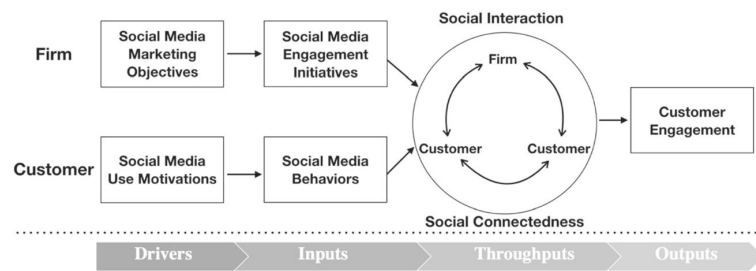 Social Interaction
Firm
Social Media
Marketing
Objectives
Social Media
Engagement
Initiatives
Firm
Customer
Customer
Customer
Engagement
Customer
Social Media
Use Motivations
Social Media
Behaviors
Social Connectedness
Drivers
Inputs
Throughputs
Outputs